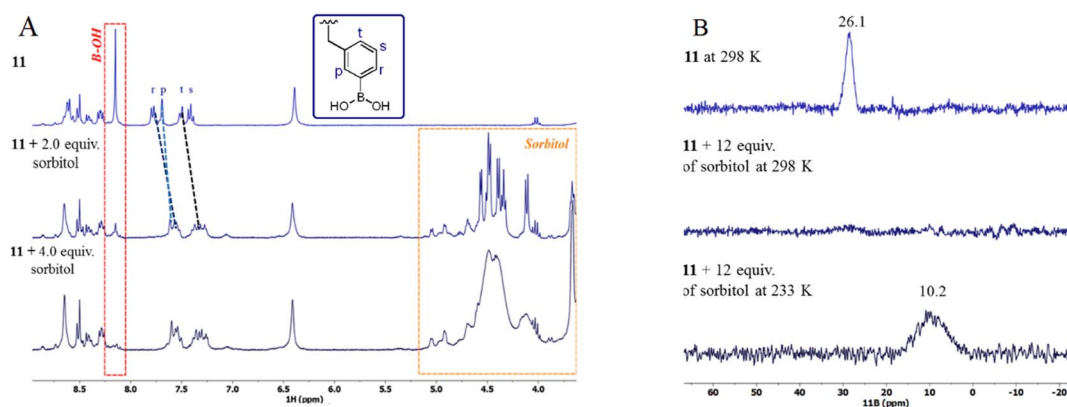 A
B-OH
11
t
s
p
r
B
HO
OH
r p t s
11 + 2.0 equiv.
sorbitol
Sorbitol
11 + 4.0 equiv.
sorbitol
8.5 8.0 7.5 7.0 6.5 6.0 5.5 5.0 4.5 4.0
1H (ppm)
B
26.1
11 at 298 K
11 + 12 equiv.
of sorbitol at 298 K
11 + 12 equiv.
of sorbitol at 233 K
10.2
60 50 40 30 20 10 0 -10 -20
11B (ppm)